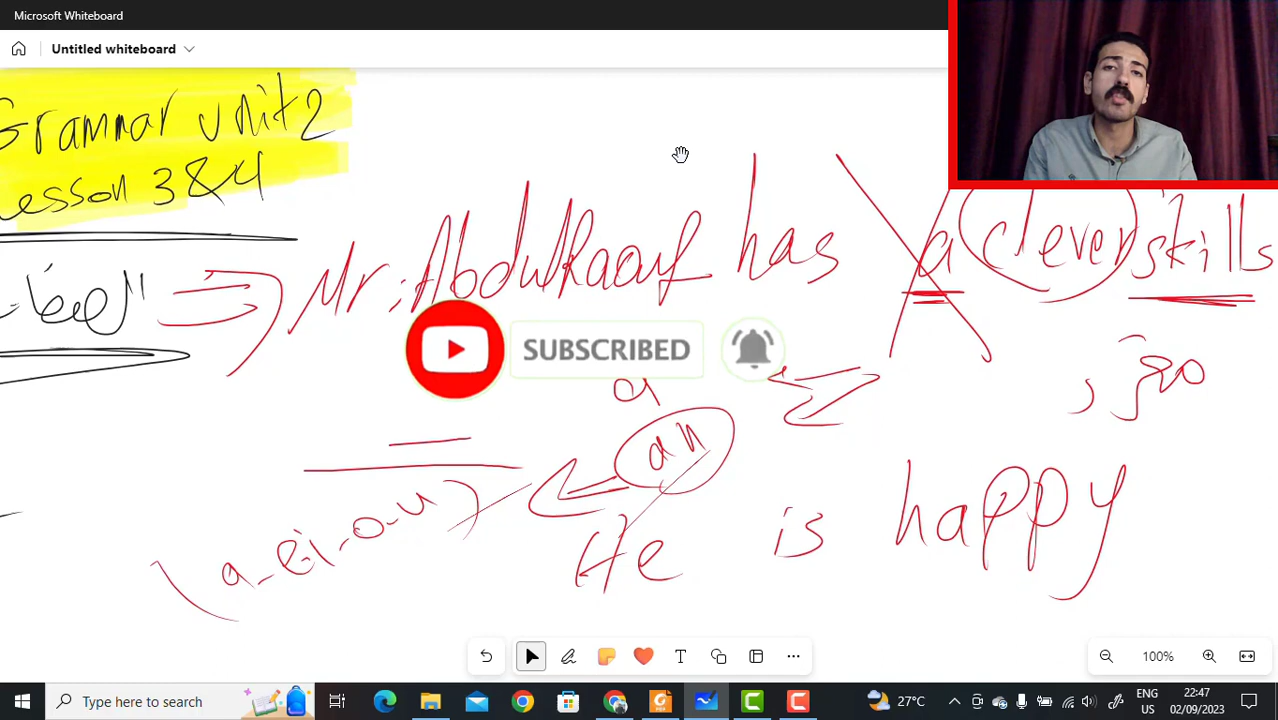 Microsoft Whiteboard
Untitled whiteboard
Grammar unit 2
Lesson 3 & 4
Mr: Abdulraouf has a clever skills
SUBSCRIBED
a
an
(a-e-i-o-u)
He is happy
100%
Type here to search
27°C
ENG
US
22:47
02/09/2023